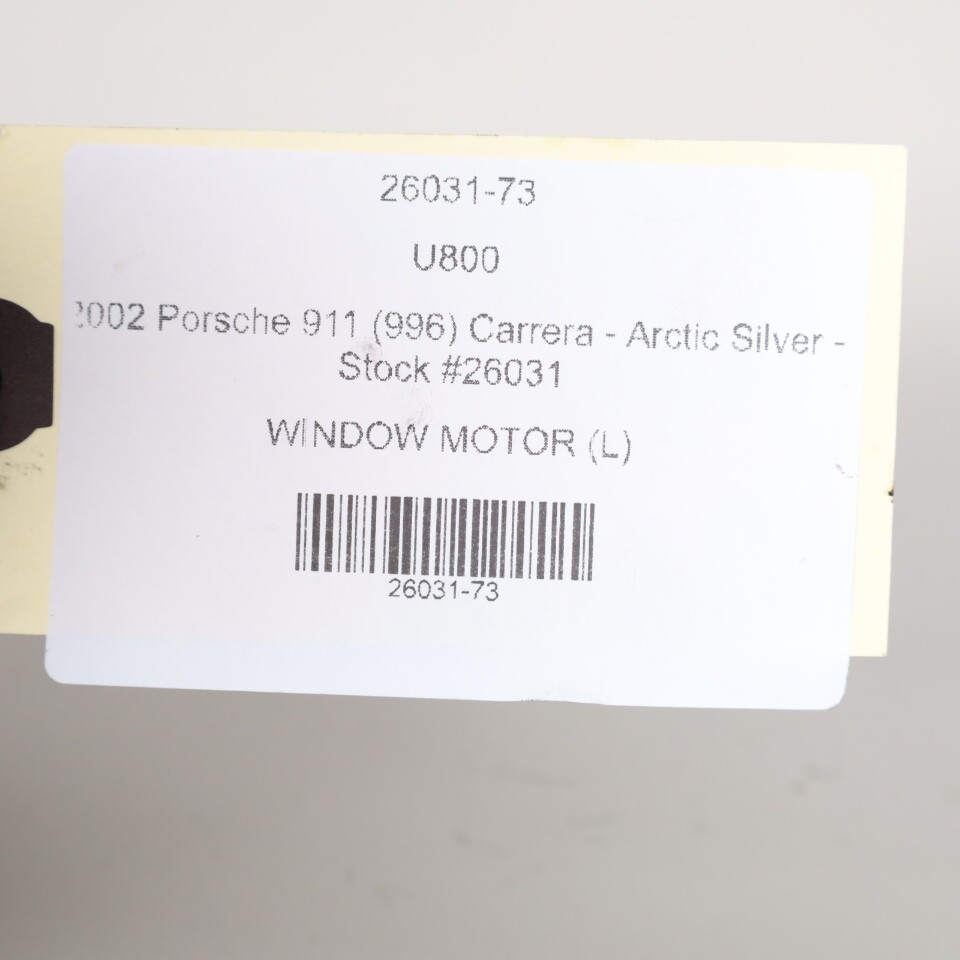 26031-73
U800
2002 Porsche 911 (996) Carrera - Arctic Silver -
Stock #26031
WINDOW MOTOR (L)
26031-73